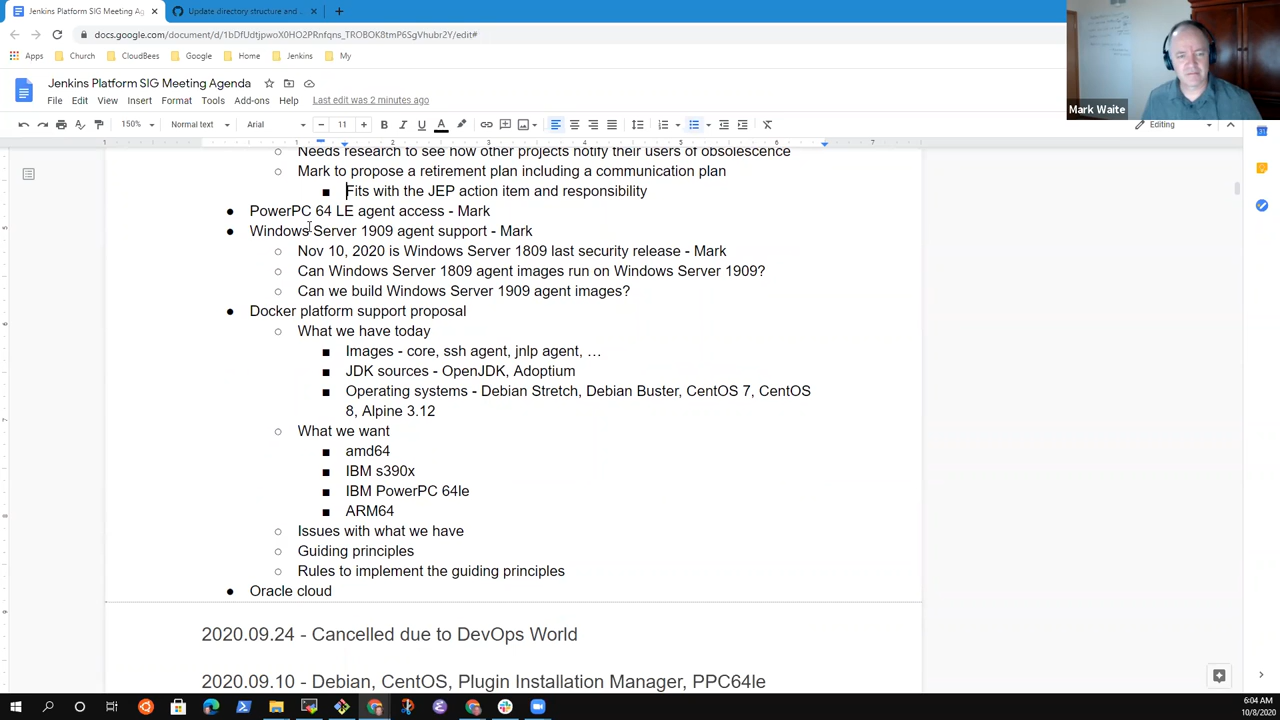 Jenkins Platform SIG Meeting Ag
Update directory structure and
docs.google.com/document/d/1bDfUdtjpwoX0HO2PRnfqns_TROBOK8tmP6SgVhubr2Y/edit#
Apps Church CloudBees Google Home Jenkins My
Jenkins Platform SIG Meeting Agenda
File Edit View Insert Format Tools Add-ons Help Last edit was 2 minutes ago
Mark Waite
150% Normal text Arial 11 Editing
1 1 2 3 4 5 6 7
Needs research to see how other projects notify their users of obsolescence
Mark to propose a retirement plan including a communication plan
Fits with the JEP action item and responsibility
PowerPC 64 LE agent access - Mark
Windows Server 1909 agent support - Mark
Nov 10, 2020 is Windows Server 1809 last security release - Mark
Can Windows Server 1809 agent images run on Windows Server 1909?
Can we build Windows Server 1909 agent images?
Docker platform support proposal
What we have today
Images - core, ssh agent, jnlp agent, …
JDK sources - OpenJDK, Adoptium
Operating systems - Debian Stretch, Debian Buster, CentOS 7, CentOS
8, Alpine 3.12
What we want
amd64
IBM s390x
IBM PowerPC 64le
ARM64
Issues with what we have
Guiding principles
Rules to implement the guiding principles
Oracle cloud
2020.09.24 - Cancelled due to DevOps World
2020.09.10 - Debian, CentOS, Plugin Installation Manager, PPC64le
6:04 AM
10/8/2020